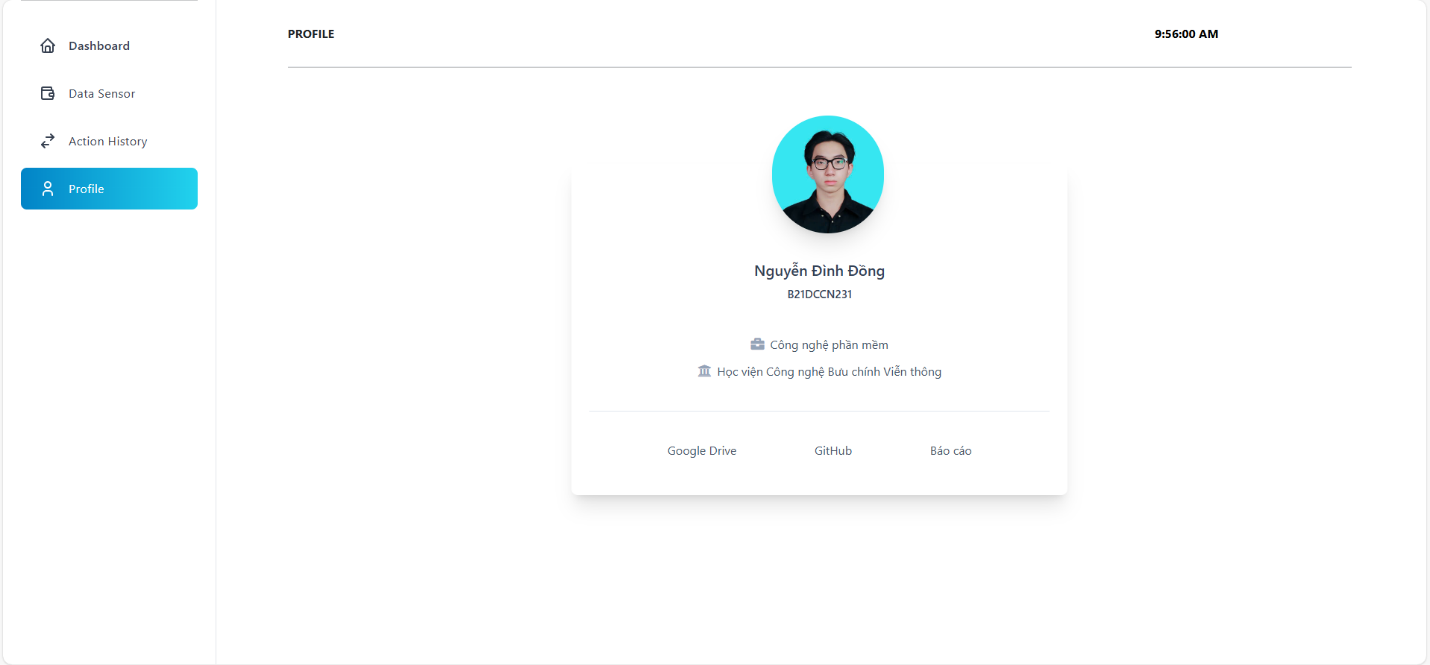 PROFILE
9:56:00 AM
Dashboard
Data Sensor
Action History
Profile
Nguyễn Đình Đồng
B21DCCN231
Công nghệ phần mềm
Học viện Công nghệ Bưu chính Viễn thông
Google Drive
GitHub
Báo cáo